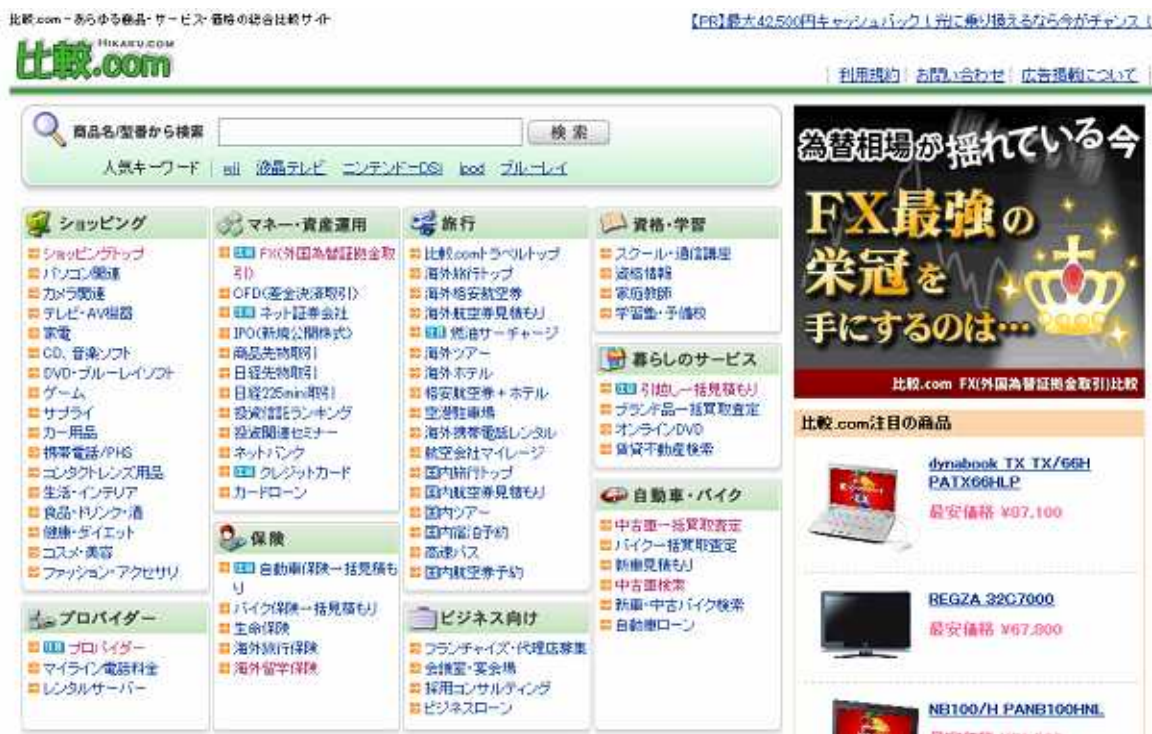 比較.com - あらゆる商品・サービス・価格の総合比較サイト
【PR】最大42,500円キャッシュバック！光に乗り換えるなら今がチャンス！
HIKAKU.COM
比較.com
利用規約 | お問い合わせ | 広告掲載について
商品名/型番から検索
検索
人気キーワード | wii 液晶テレビ ニンテンドーDSi ipod ブルーレイ
ショッピング
ショッピングトップ
パソコン関連
カメラ関連
テレビ・AV機器
家電
CD、音楽ソフト
DVD・ブルーレイソフト
ゲーム
サプライ
カー用品
携帯電話/PHS
コンタクトレンズ用品
生活・インテリア
食品・ドリンク・酒
健康・ダイエット
コスメ・美容
ファッション・アクセサリ
プロバイダー
注目 プロバイダー
マイライン電話料金
レンタルサーバー
マネー・資産運用
注目 FX(外国為替証拠金取
引)
CFD(差金決済取引)
注目 ネット証券会社
IPO(新規公開株式)
商品先物取引
日経先物取引
日経225mini取引
投資信託ランキング
投資関連セミナー
ネットバンク
注目 クレジットカード
カードローン
保険
注目 自動車保険一括見積も
り
バイク保険一括見積もり
生命保険
海外旅行保険
海外留学保険
旅行
比較.comトラベルトップ
海外旅行トップ
海外格安航空券
海外航空券見積もり
注目 燃油サーチャージ
海外ツアー
海外ホテル
格安航空券+ホテル
空港駐車場
海外携帯電話レンタル
航空会社マイレージ
国内旅行トップ
国内航空券見積もり
国内ツアー
国内宿泊予約
高速バス
国内航空券予約
ビジネス向け
フランチャイズ・代理店募集
会議室・宴会場
採用コンサルティング
ビジネスローン
資格・学習
スクール・通信講座
資格情報
家庭教師
学習塾・予備校
暮らしのサービス
注目 引越し一括見積もり
ブランド品一括買取査定
オンラインDVD
賃貸不動産検索
自動車・バイク
中古車一括買取査定
バイク一括買取査定
新車見積もり
中古車検索
新車・中古バイク検索
自動車ローン
為替相場が揺れている今
FX最強の
栄冠を
手にするのは…
比較.com FX(外国為替証拠金取引)比較
比較.com注目の商品
dynabook TX TX/66H
PATX66HLP
最安価格 ¥87,100
REGZA 32C7000
最安価格 ¥67,800
NB100/H PANB100HNL